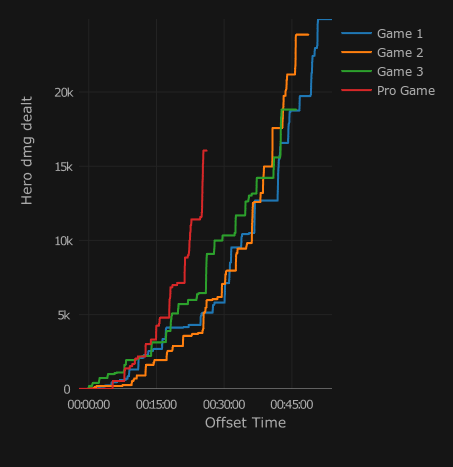 Game 1
Game 2
Game 3
Pro Game
Hero dmg dealt
20k
15k
10k
5k
0
00:00:00 00:15:00 00:30:00 00:45:00
Offset Time